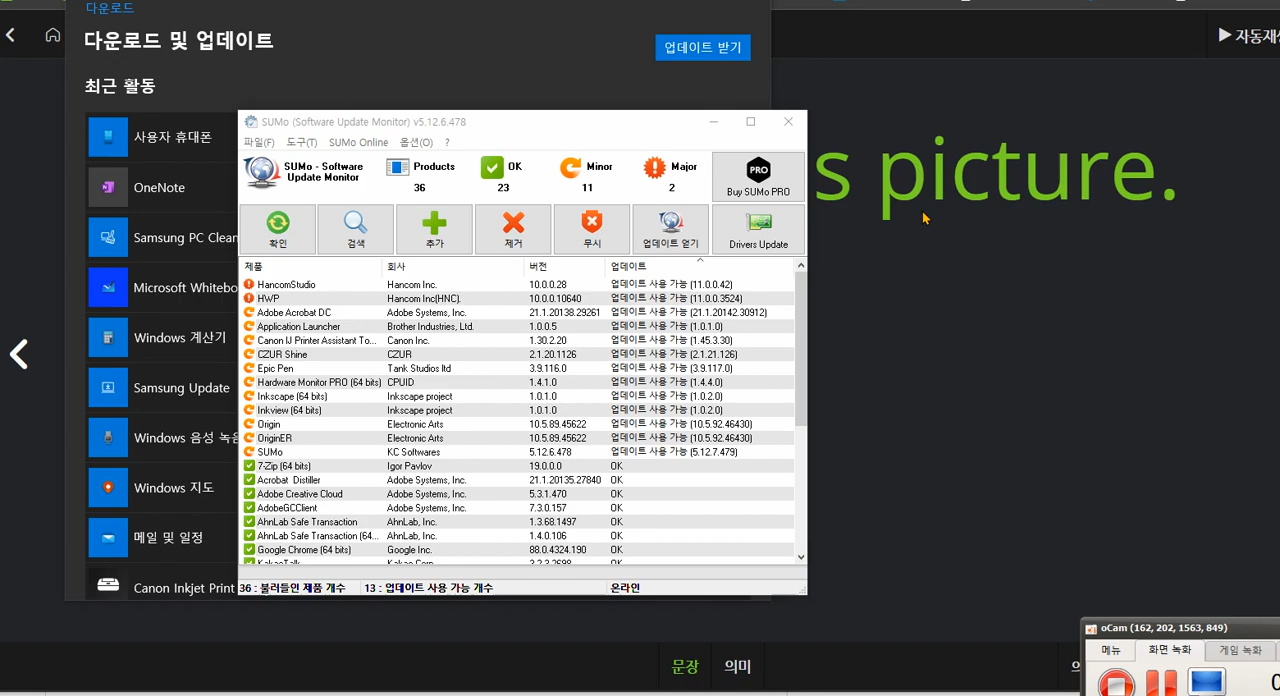 다운로드
다운로드 및 업데이트
업데이트 받기
최근 활동
사용자 휴대폰
OneNote
Samsung PC Clean
Microsoft Whitebo
Windows 계산기
Samsung Update
Windows 음성 녹음
Windows 지도
메일 및 일정
Canon Inkjet Print
SUMo (Software Update Monitor) v5.12.6.478
파일(F) 도구(T) SUMo Online 옵션(O) ?
SUMo - Software
Update Monitor
Products
36
OK
23
Minor
11
Major
2
PRO
Buy SUMo PRO
확인 검색 추가 제거 무시 업데이트 얻기 Drivers Update
제품 회사 버전 업데이트
HancomStudio Hancom Inc. 10.0.0.28 업데이트 사용 가능 (11.0.0.42)
HWP Hancom Inc(HNC). 10.0.0.10640 업데이트 사용 가능 (11.0.0.3524)
Adobe Acrobat DC Adobe Systems, Inc. 21.1.20138.29261 업데이트 사용 가능 (21.1.20142.30912)
Application Launcher Brother Industries, Ltd. 1.0.0.5 업데이트 사용 가능 (1.0.1.0)
Canon IJ Printer Assistant To... Canon Inc. 1.30.2.20 업데이트 사용 가능 (1.45.3.30)
CZUR Shine CZUR 2.1.20.1126 업데이트 사용 가능 (2.1.21.126)
Epic Pen Tank Studios ltd 3.9.116.0 업데이트 사용 가능 (3.9.117.0)
Hardware Monitor PRO (64 bits) CPUID 1.4.1.0 업데이트 사용 가능 (1.4.4.0)
Inkscape (64 bits) Inkscape project 1.0.1.0 업데이트 사용 가능 (1.0.2.0)
Inkview (64 bits) Inkscape project 1.0.1.0 업데이트 사용 가능 (1.0.2.0)
Origin Electronic Arts 10.5.89.45622 업데이트 사용 가능 (10.5.92.46430)
OriginER Electronic Arts 10.5.89.45622 업데이트 사용 가능 (10.5.92.46430)
SUMo KC Softwares 5.12.6.478 업데이트 사용 가능 (5.12.7.479)
7-Zip (64 bits) Igor Pavlov 19.0.0.0 OK
Acrobat Distiller Adobe Systems, Inc. 21.1.20135.27840 OK
Adobe Creative Cloud Adobe Systems, Inc. 5.3.1.470 OK
AdobeGCClient Adobe Systems, Inc. 7.3.0.157 OK
AhnLab Safe Transaction AhnLab, Inc. 1.3.68.1497 OK
AhnLab Safe Transaction (64... AhnLab, Inc. 1.4.0.106 OK
Google Chrome (64 bits) Google Inc. 88.0.4324.190 OK
KakaoTalk Kakao Corp. 3.2.3.2698 OK
36 : 불러들인 제품 개수 13 : 업데이트 사용 가능 개수 온라인
s picture.
자동재생
문장 의미
oCam (162, 202, 1563, 849)
메뉴 화면 녹화 게임 녹화